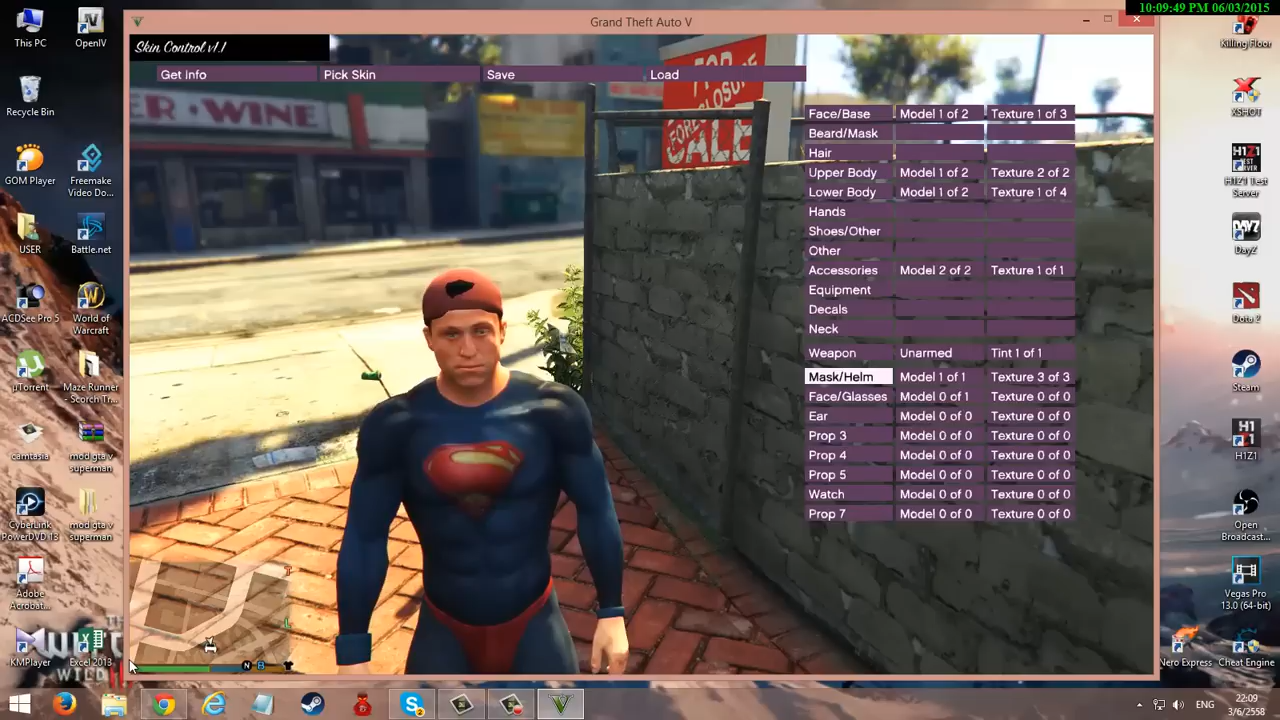 10:09:49 PM 06/03/2015
Grand Theft Auto V
Skin Control v1.1
Get info Pick Skin Save Load
ER • WINE
FOR
FORECLOSURE
SALE
Face/Base Model 1 of 2 Texture 1 of 3
Beard/Mask
Hair
Upper Body Model 1 of 2 Texture 2 of 2
Lower Body Model 1 of 2 Texture 1 of 4
Hands
Shoes/Other
Other
Accessories Model 2 of 2 Texture 1 of 1
Equipment
Decals
Neck
Weapon Unarmed Tint 1 of 1
Mask/Helm Model 1 of 1 Texture 3 of 3
Face/Glasses Model 0 of 1 Texture 0 of 0
Ear Model 0 of 0 Texture 0 of 0
Prop 3 Model 0 of 0 Texture 0 of 0
Prop 4 Model 0 of 0 Texture 0 of 0
Prop 5 Model 0 of 0 Texture 0 of 0
Watch Model 0 of 0 Texture 0 of 0
Prop 7 Model 0 of 0 Texture 0 of 0
T
L
N B
This PC
OpenIV
Recycle Bin
GOM Player
Freemake
Video Do...
USER
Battle.net
ACDSee Pro 5
World of
Warcraft
µTorrent
Maze Runner
- Scorch Tr...
camtasia
mod gta v
superman
CyberLink
PowerDVD 13
mod gta v
superman
Adobe
Acrobat...
KMPlayer
Excel 2013
WILD
Killing Floor
XSHOT
H1Z1 Test
Server
DayZ
Dota 2
Steam
H1Z1
Open
Broadcast...
Vegas Pro
13.0 (64-bit)
Nero Express
Cheat Engine
ENG
22:09
3/6/2558